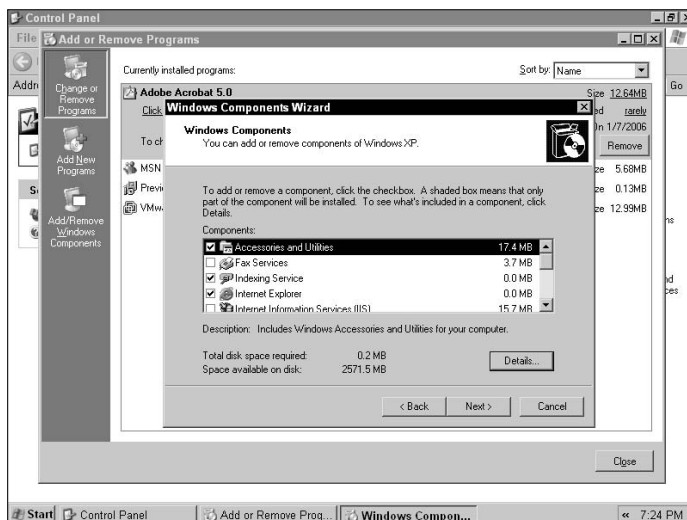 Control Panel
File
Add or Remove Programs
Addr
Go
Change or Remove Programs
Add New Programs
Add/Remove Windows Components
Currently installed programs:
Sort by: Name
Adobe Acrobat 5.0
Size 12.64MB
Click
rarely
On 1/7/2006
To ch
Remove
MSN
5.68MB
Previ
0.13MB
VMw
12.99MB
Windows Components Wizard
Windows Components
You can add or remove components of Windows XP.
To add or remove a component, click the checkbox. A shaded box means that only
part of the component will be installed. To see what's included in a component, click
Details.
Components:
Accessories and Utilities 17.4 MB
Fax Services 3.7 MB
Indexing Service 0.0 MB
Internet Explorer 0.0 MB
Internet Information Services (IIS) 15.7 MB
Description: Includes Windows Accessories and Utilities for your computer.
Total disk space required: 0.2 MB
Space available on disk: 2571.5 MB
Details...
< Back
Next >
Cancel
Close
Start
Control Panel
Add or Remove Prog...
Windows Compon...
« 7:24 PM